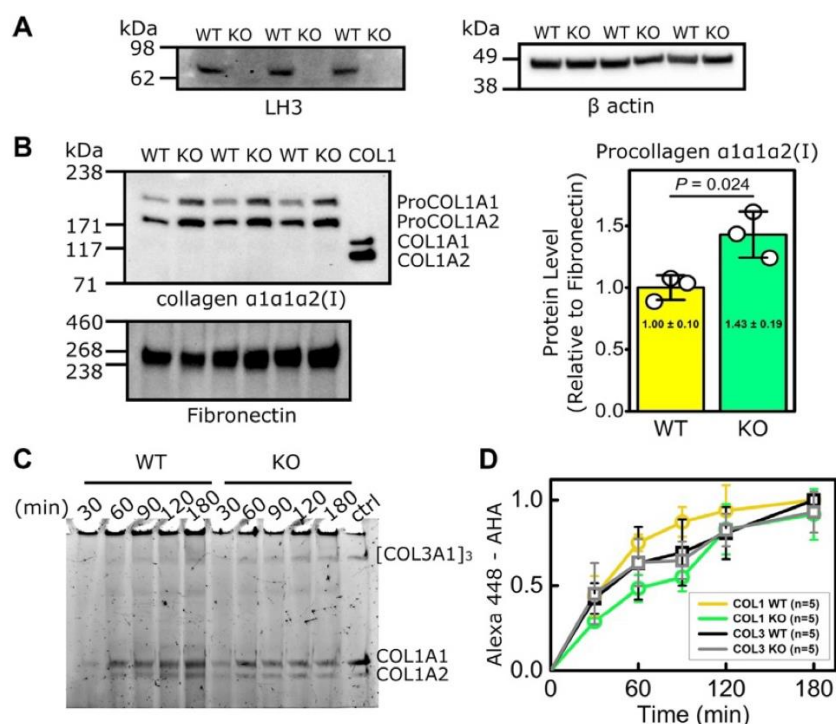 A
kDa
98
62
WT KO WT KO WT KO
LH3
kDa
49
38
WT KO WT KO WT KO
β actin
B
kDa
238
171
117
71
WT KO WT KO WT KO COL1
ProCOL1A1
ProCOL1A2
COL1A1
COL1A2
collagen α1α1α2(I)
460
268
238
Fibronectin
Procollagen α1α1α2(I)
P = 0.024
Protein Level
(Relative to Fibronectin)
1.5
1.0
0.5
0.0
1.00 ± 0.10
1.43 ± 0.19
WT
KO
C
WT KO
(min) 30 60 90 120 180 30 60 90 120 180 ctrl
[COL3A1]3
COL1A1
COL1A2
D
Alexa 448 - AHA
1.0
0.5
0.0
COL1 WT (n=5)
COL1 KO (n=5)
COL3 WT (n=5)
COL3 KO (n=5)
0 60 120 180
Time (min)